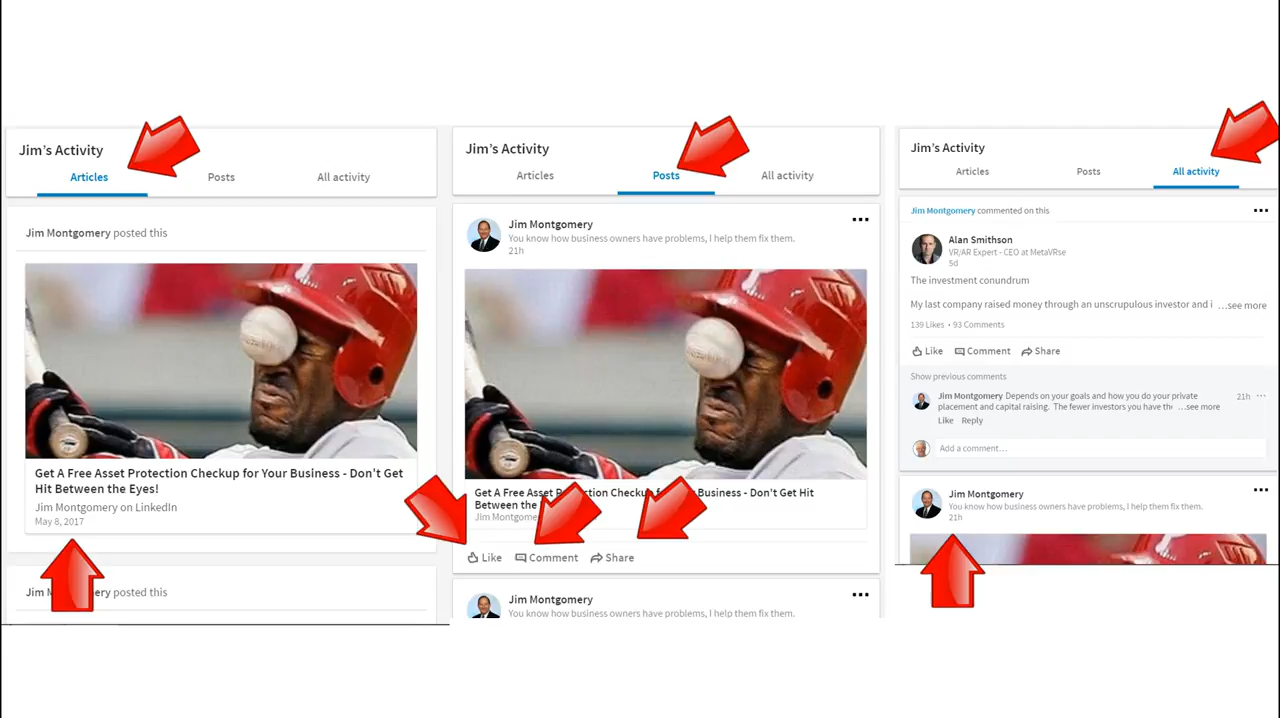 Jim’s Activity
Articles Posts All activity
Jim Montgomery posted this
Get A Free Asset Protection Checkup for Your Business - Don't Get
Hit Between the Eyes!
Jim Montgomery on LinkedIn
May 8, 2017
Jim ery posted this
Jim’s Activity
Articles Posts All activity
Jim Montgomery
You know how business owners have problems, I help them fix them.
21h
Get A Free Asset P ction Checku Business - Don't Get Hit
Between the
Jim Montgome
Like Comment Share
Jim Montgomery
You know how business owners have problems, I help them fix them.
Jim’s Activity
Articles Posts All activity
Jim Montgomery commented on this
Alan Smithson
VR/AR Expert - CEO at MetaVRse
5d
The investment conundrum
My last company raised money through an unscrupulous investor and i ...see more
139 Likes • 93 Comments
Like Comment Share
Show previous comments
Jim Montgomery Depends on your goals and how you do your private 21h
placement and capital raising. The fewer investors you have th ...see more
Like Reply
Add a comment…
Jim Montgomery
You know how business owners have problems, I help them fix them.
21h